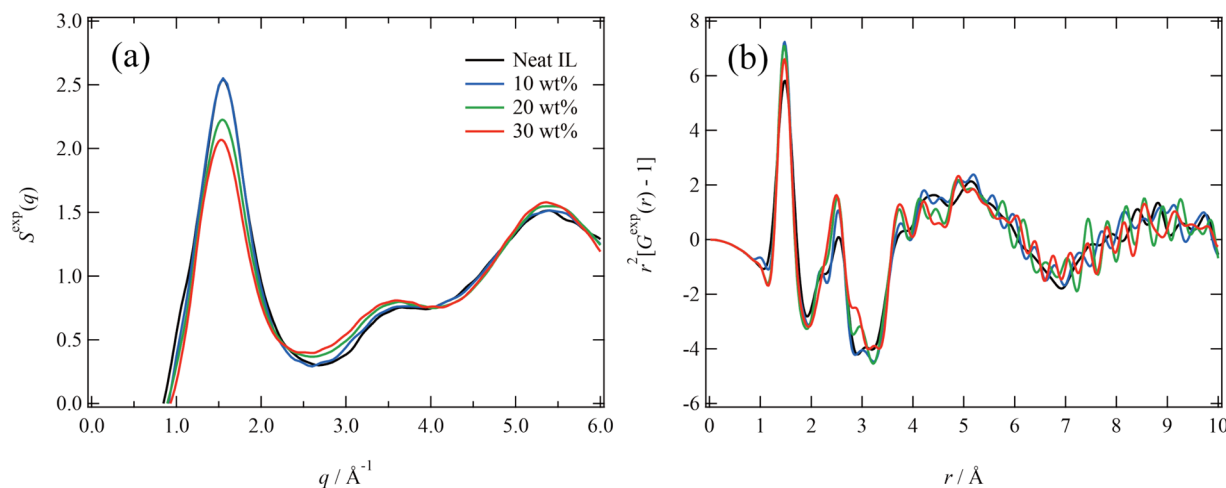 (a)
Neat IL
10 wt%
20 wt%
30 wt%
S^exp(q)
3.0
2.5
2.0
1.5
1.0
0.5
0.0
0.0 1.0 2.0 3.0 4.0 5.0 6.0
q / Å⁻¹
(b)
r² [G^exp(r) - 1]
8
6
4
2
0
-2
-4
-6
0 1 2 3 4 5 6 7 8 9 10
r / Å